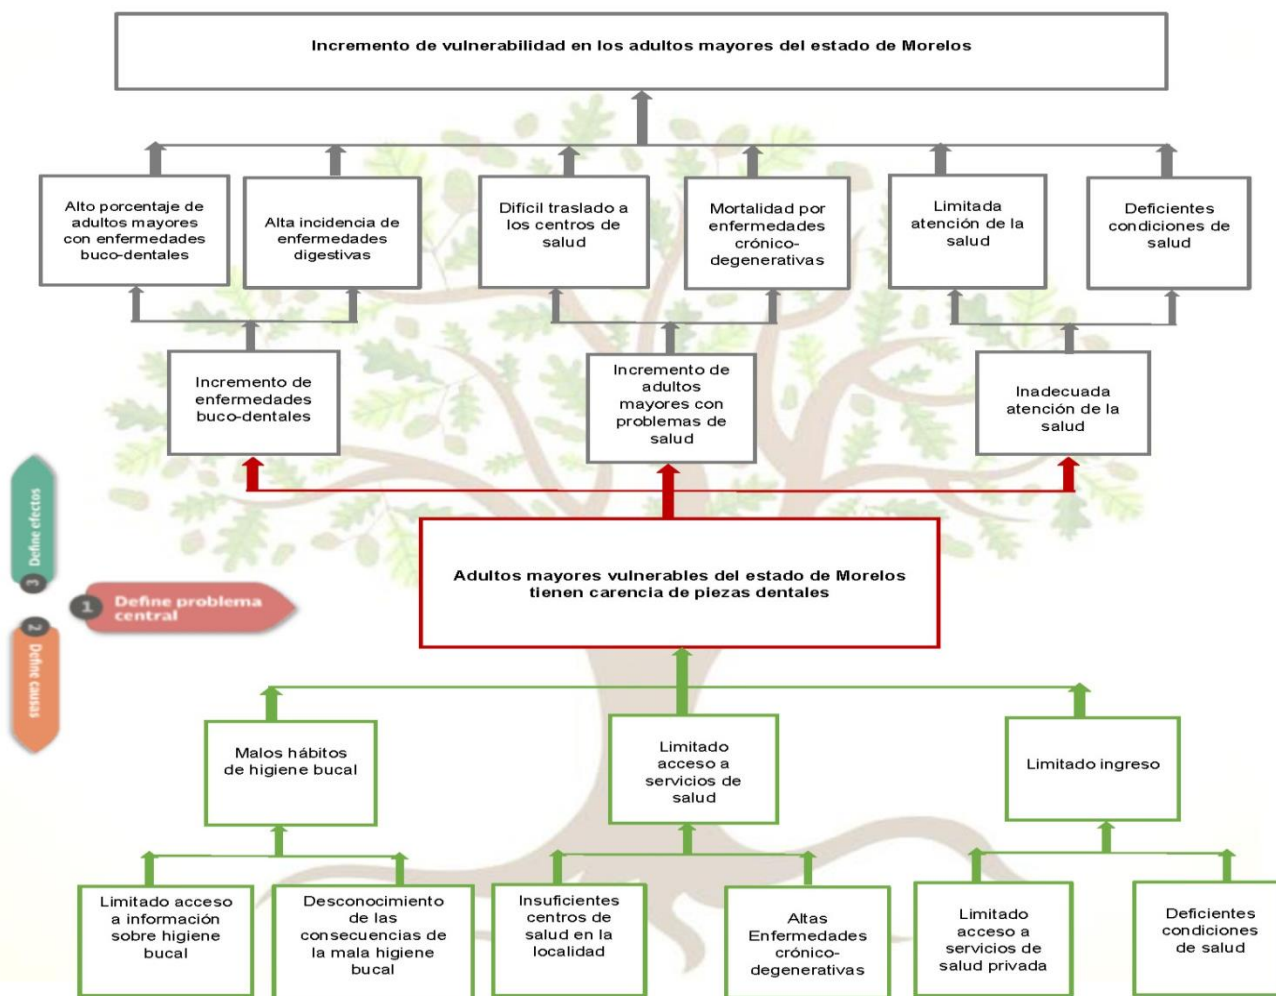 Incremento de vulnerabilidad en los adultos mayores del estado de Morelos
Alto porcentaje de
adultos mayores
con enfermedades
buco-dentales
Alta incidencia de
enfermedades
digestivas
Difícil traslado a
los centros de
salud
Mortalidad por
enfermedades
crónico-
degenerativas
Limitada
atención de la
salud
Deficientes
condiciones de
salud
Incremento de
enfermedades
buco-dentales
Incremento de
adultos
mayores con
problemas de
salud
Inadecuada
atención de la
salud
3 Define efectos
1 Define problema
central
2 Define causas
Adultos mayores vulnerables del estado de Morelos
tienen carencia de piezas dentales
Malos hábitos
de higiene bucal
Limitado
acceso a
servicios de
salud
Limitado ingreso
Limitado acceso
a información
sobre higiene
bucal
Desconocimiento
de las
consecuencias de
la mala higiene
bucal
Insuficientes
centros de
salud en la
localidad
Altas
Enfermedades
crónico-
degenerativas
Limitado
acceso a
servicios de
salud privada
Deficientes
condiciones
de salud